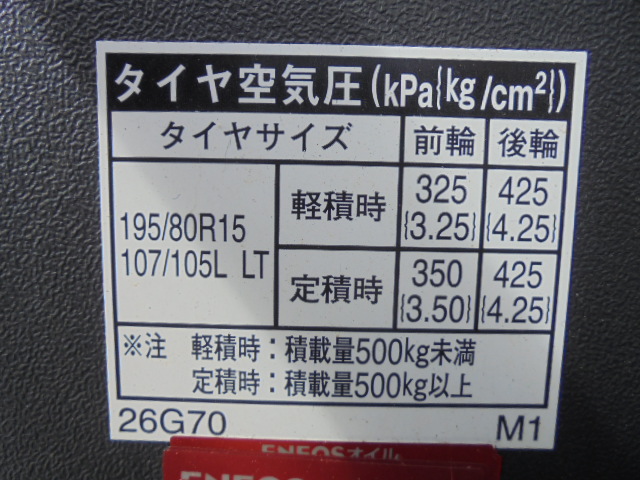 タイヤ空気圧(kPa{kg/cm²})
タイヤサイズ 前輪 後輪
195/80R15
107/105L LT
軽積時 325 425
{3.25} {4.25}
定積時 350 425
{3.50} {4.25}
※注 軽積時：積載量500kg未満
定積時：積載量500kg以上
26G70 M1
ENEOSオイル
ENEOS